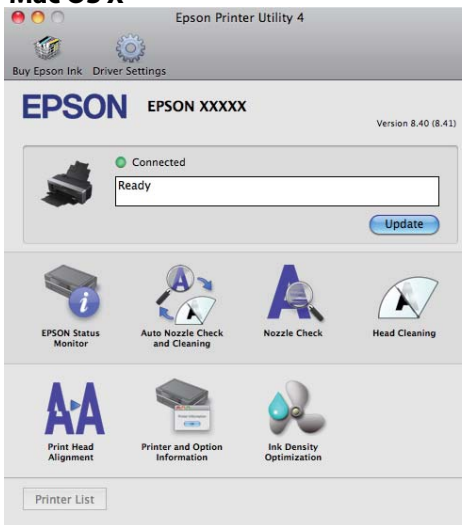 Mac OS X
Epson Printer Utility 4
Buy Epson Ink Driver Settings
EPSON EPSON XXXXX
Version 8.40 (8.41)
Connected
Ready
Update
EPSON Status
Monitor
Auto Nozzle Check
and Cleaning
Nozzle Check
Head Cleaning
Print Head
Alignment
Printer and Option
Information
Ink Density
Optimization
Printer List